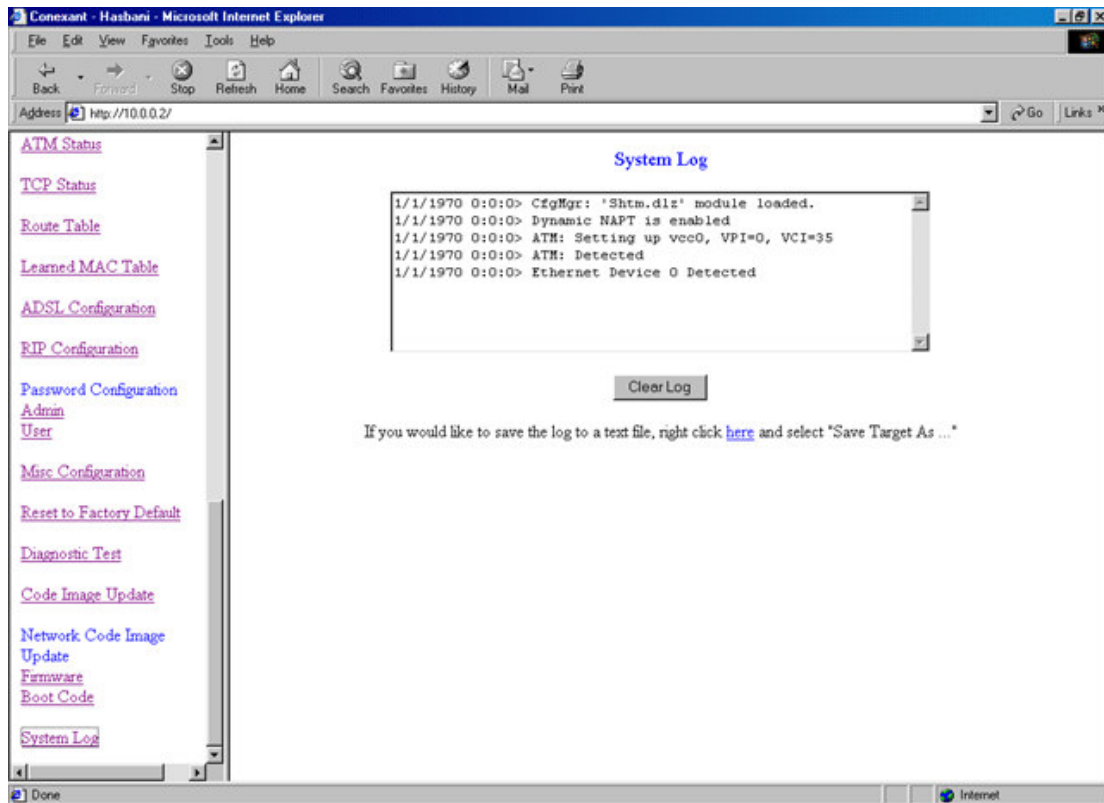 Conexant - Hasbani - Microsoft Internet Explorer
File Edit View Favorites Tools Help
Back Forward Stop Refresh Home Search Favorites History Mail Print
Address http://10.0.0.2/ Go Links »
ATM Status
TCP Status
Route Table
Learned MAC Table
ADSL Configuration
RIP Configuration
Password Configuration
Admin
User
Misc Configuration
Reset to Factory Default
Diagnostic Test
Code Image Update
Network Code Image
Update
Firmware
Boot Code
System Log
System Log
1/1/1970 0:0:0> CfgMgr: 'Shtm.dlz' module loaded.
1/1/1970 0:0:0> Dynamic NAPT is enabled
1/1/1970 0:0:0> ATM: Setting up vcc0, VPI=0, VCI=35
1/1/1970 0:0:0> ATM: Detected
1/1/1970 0:0:0> Ethernet Device 0 Detected
Clear Log
If you would like to save the log to a text file, right click here and select "Save Target As ..."
Done Internet